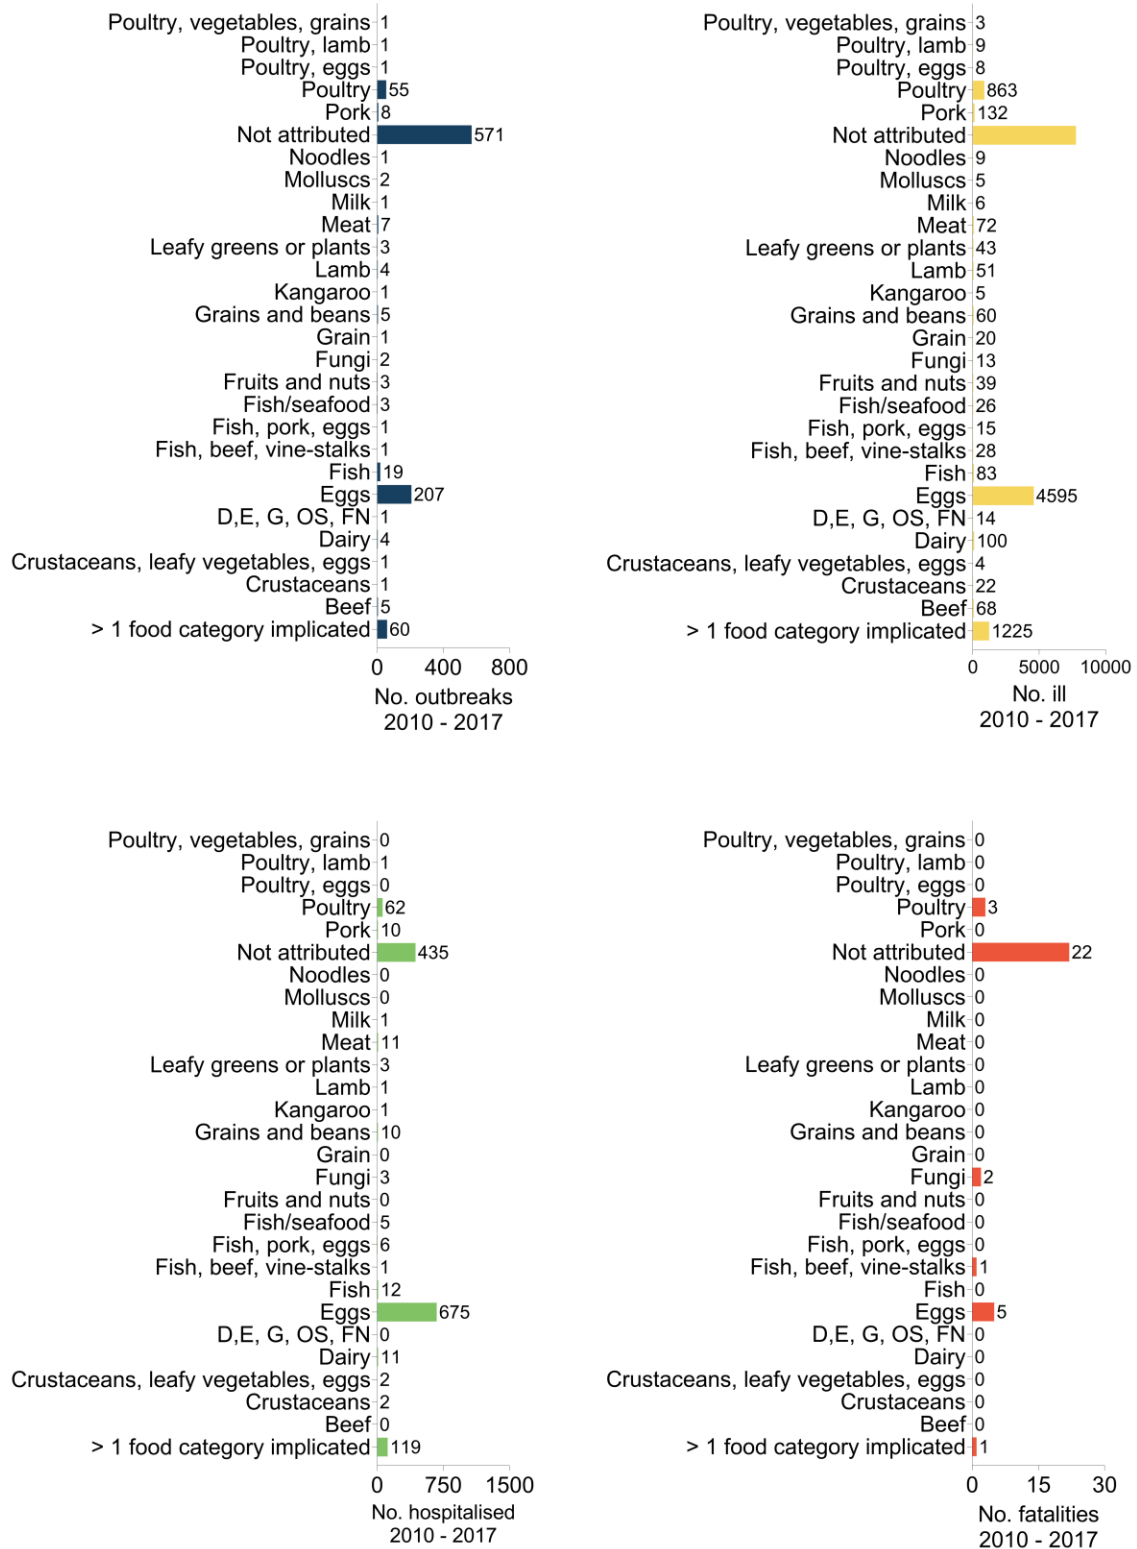 Poultry, vegetables, grains 1
Poultry, lamb 1
Poultry, eggs 1
Poultry 55
Pork 8
Not attributed 571
Noodles 1
Molluscs 2
Milk 1
Meat 7
Leafy greens or plants 3
Lamb 4
Kangaroo 1
Grains and beans 5
Grain 1
Fungi 2
Fruits and nuts 3
Fish/seafood 3
Fish, pork, eggs 1
Fish, beef, vine-stalks 1
Fish 19
Eggs 207
D,E, G, OS, FN 1
Dairy 4
Crustaceans, leafy vegetables, eggs 1
Crustaceans 1
Beef 5
> 1 food category implicated 60
0 400 800
No. outbreaks
2010 - 2017
Poultry, vegetables, grains 3
Poultry, lamb 9
Poultry, eggs 8
Poultry 863
Pork 132
Not attributed
Noodles 9
Molluscs 5
Milk 6
Meat 72
Leafy greens or plants 43
Lamb 51
Kangaroo 5
Grains and beans 60
Grain 20
Fungi 13
Fruits and nuts 39
Fish/seafood 26
Fish, pork, eggs 15
Fish, beef, vine-stalks 28
Fish 83
Eggs 4595
D,E, G, OS, FN 14
Dairy 100
Crustaceans, leafy vegetables, eggs 4
Crustaceans 22
Beef 68
> 1 food category implicated 1225
0 5000 10000
No. ill
2010 - 2017
Poultry, vegetables, grains 0
Poultry, lamb 1
Poultry, eggs 0
Poultry 62
Pork 10
Not attributed 435
Noodles 0
Molluscs 0
Milk 1
Meat 11
Leafy greens or plants 3
Lamb 1
Kangaroo 1
Grains and beans 10
Grain 0
Fungi 3
Fruits and nuts 0
Fish/seafood 5
Fish, pork, eggs 6
Fish, beef, vine-stalks 1
Fish 12
Eggs 675
D,E, G, OS, FN 0
Dairy 11
Crustaceans, leafy vegetables, eggs 2
Crustaceans 2
Beef 0
> 1 food category implicated 119
0 750 1500
No. hospitalised
2010 - 2017
Poultry, vegetables, grains 0
Poultry, lamb 0
Poultry, eggs 0
Poultry 3
Pork 0
Not attributed 22
Noodles 0
Molluscs 0
Milk 0
Meat 0
Leafy greens or plants 0
Lamb 0
Kangaroo 0
Grains and beans 0
Grain 0
Fungi 2
Fruits and nuts 0
Fish/seafood 0
Fish, pork, eggs 0
Fish, beef, vine-stalks 1
Fish 0
Eggs 5
D,E, G, OS, FN 0
Dairy 0
Crustaceans, leafy vegetables, eggs 0
Crustaceans 0
Beef 0
> 1 food category implicated 1
0 15 30
No. fatalities
2010 - 2017